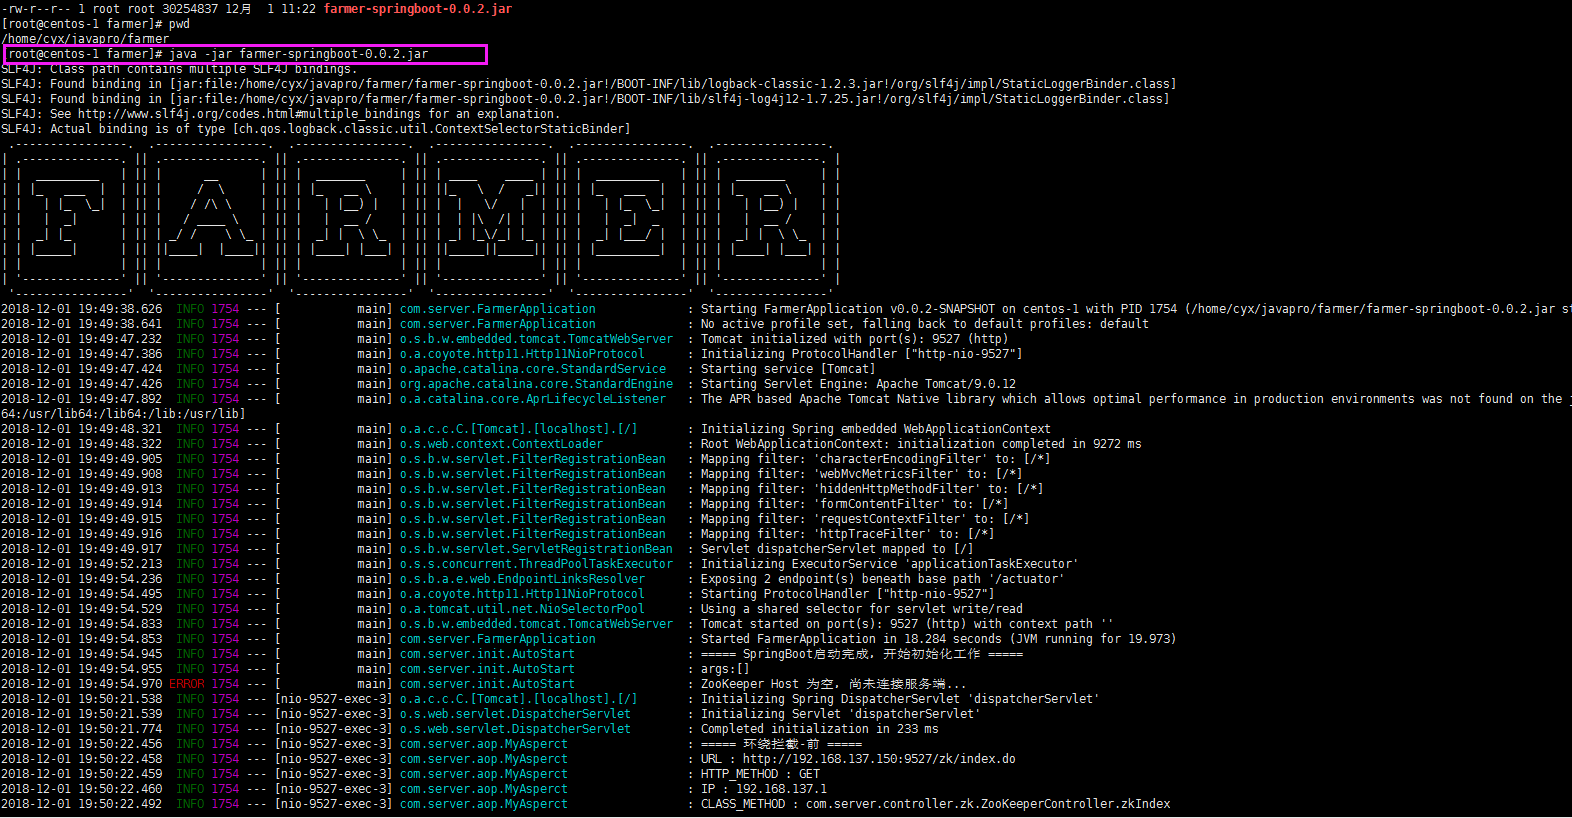 -rw-r--r-- 1 root root 30254837 12月  1 11:22 farmer-springboot-0.0.2.jar
[root@centos-1 farmer]# pwd
/home/cyx/javapro/farmer
root@centos-1 farmer]# java -jar farmer-springboot-0.0.2.jar
SLF4J: Class path contains multiple SLF4J bindings.
SLF4J: Found binding in [jar:file:/home/cyx/javapro/farmer/farmer-springboot-0.0.2.jar!/BOOT-INF/lib/logback-classic-1.2.3.jar!/org/slf4j/impl/StaticLoggerBinder.class]
SLF4J: Found binding in [jar:file:/home/cyx/javapro/farmer/farmer-springboot-0.0.2.jar!/BOOT-INF/lib/slf4j-log4j12-1.7.25.jar!/org/slf4j/impl/StaticLoggerBinder.class]
SLF4J: See http://www.slf4j.org/codes.html#multiple_bindings for an explanation.
SLF4J: Actual binding is of type [ch.qos.logback.classic.util.ContextSelectorStaticBinder]
FARMER
2018-12-01 19:49:38.626  INFO 1754 --- [           main] com.server.FarmerApplication             : Starting FarmerApplication v0.0.2-SNAPSHOT on centos-1 with PID 1754 (/home/cyx/javapro/farmer/farmer-springboot-0.0.2.jar st
2018-12-01 19:49:38.641  INFO 1754 --- [           main] com.server.FarmerApplication             : No active profile set, falling back to default profiles: default
2018-12-01 19:49:47.232  INFO 1754 --- [           main] o.s.b.w.embedded.tomcat.TomcatWebServer  : Tomcat initialized with port(s): 9527 (http)
2018-12-01 19:49:47.386  INFO 1754 --- [           main] o.a.coyote.http11.Http11NioProtocol      : Initializing ProtocolHandler ["http-nio-9527"]
2018-12-01 19:49:47.424  INFO 1754 --- [           main] o.apache.catalina.core.StandardService   : Starting service [Tomcat]
2018-12-01 19:49:47.426  INFO 1754 --- [           main] org.apache.catalina.core.StandardEngine  : Starting Servlet Engine: Apache Tomcat/9.0.12
2018-12-01 19:49:47.892  INFO 1754 --- [           main] o.a.catalina.core.AprLifecycleListener   : The APR based Apache Tomcat Native library which allows optimal performance in production environments was not found on the j
64:/usr/lib64:/lib64:/lib:/usr/lib]
2018-12-01 19:49:48.321  INFO 1754 --- [           main] o.a.c.c.C.[Tomcat].[localhost].[/]       : Initializing Spring embedded WebApplicationContext
2018-12-01 19:49:48.322  INFO 1754 --- [           main] o.s.web.context.ContextLoader            : Root WebApplicationContext: initialization completed in 9272 ms
2018-12-01 19:49:49.905  INFO 1754 --- [           main] o.s.b.w.servlet.FilterRegistrationBean   : Mapping filter: 'characterEncodingFilter' to: [/*]
2018-12-01 19:49:49.908  INFO 1754 --- [           main] o.s.b.w.servlet.FilterRegistrationBean   : Mapping filter: 'webMvcMetricsFilter' to: [/*]
2018-12-01 19:49:49.913  INFO 1754 --- [           main] o.s.b.w.servlet.FilterRegistrationBean   : Mapping filter: 'hiddenHttpMethodFilter' to: [/*]
2018-12-01 19:49:49.914  INFO 1754 --- [           main] o.s.b.w.servlet.FilterRegistrationBean   : Mapping filter: 'formContentFilter' to: [/*]
2018-12-01 19:49:49.915  INFO 1754 --- [           main] o.s.b.w.servlet.FilterRegistrationBean   : Mapping filter: 'requestContextFilter' to: [/*]
2018-12-01 19:49:49.916  INFO 1754 --- [           main] o.s.b.w.servlet.FilterRegistrationBean   : Mapping filter: 'httpTraceFilter' to: [/*]
2018-12-01 19:49:49.917  INFO 1754 --- [           main] o.s.b.w.servlet.ServletRegistrationBean  : Servlet dispatcherServlet mapped to [/]
2018-12-01 19:49:52.213  INFO 1754 --- [           main] o.s.s.concurrent.ThreadPoolTaskExecutor  : Initializing ExecutorService 'applicationTaskExecutor'
2018-12-01 19:49:54.236  INFO 1754 --- [           main] o.s.b.a.e.web.EndpointLinksResolver      : Exposing 2 endpoint(s) beneath base path '/actuator'
2018-12-01 19:49:54.495  INFO 1754 --- [           main] o.a.coyote.http11.Http11NioProtocol      : Starting ProtocolHandler ["http-nio-9527"]
2018-12-01 19:49:54.529  INFO 1754 --- [           main] o.a.tomcat.util.net.NioSelectorPool      : Using a shared selector for servlet write/read
2018-12-01 19:49:54.833  INFO 1754 --- [           main] o.s.b.w.embedded.tomcat.TomcatWebServer  : Tomcat started on port(s): 9527 (http) with context path ''
2018-12-01 19:49:54.853  INFO 1754 --- [           main] com.server.FarmerApplication             : Started FarmerApplication in 18.284 seconds (JVM running for 19.973)
2018-12-01 19:49:54.945  INFO 1754 --- [           main] com.server.init.AutoStart                : ===== SpringBoot启动完成, 开始初始化工作 =====
2018-12-01 19:49:54.955  INFO 1754 --- [           main] com.server.init.AutoStart                : args:[]
2018-12-01 19:49:54.970 ERROR 1754 --- [           main] com.server.init.AutoStart                : ZooKeeper Host 为空, 尚未连接服务端...
2018-12-01 19:50:21.538  INFO 1754 --- [nio-9527-exec-3] o.a.c.c.C.[Tomcat].[localhost].[/]       : Initializing Spring DispatcherServlet 'dispatcherServlet'
2018-12-01 19:50:21.539  INFO 1754 --- [nio-9527-exec-3] o.s.web.servlet.DispatcherServlet        : Initializing Servlet 'dispatcherServlet'
2018-12-01 19:50:21.774  INFO 1754 --- [nio-9527-exec-3] o.s.web.servlet.DispatcherServlet        : Completed initialization in 233 ms
2018-12-01 19:50:22.456  INFO 1754 --- [nio-9527-exec-3] com.server.aop.MyAsperct                 : ===== 环绕拦截-前 =====
2018-12-01 19:50:22.458  INFO 1754 --- [nio-9527-exec-3] com.server.aop.MyAsperct                 : URL : http://192.168.137.150:9527/zk/index.do
2018-12-01 19:50:22.459  INFO 1754 --- [nio-9527-exec-3] com.server.aop.MyAsperct                 : HTTP_METHOD : GET
2018-12-01 19:50:22.460  INFO 1754 --- [nio-9527-exec-3] com.server.aop.MyAsperct                 : IP : 192.168.137.1
2018-12-01 19:50:22.492  INFO 1754 --- [nio-9527-exec-3] com.server.aop.MyAsperct                 : CLASS_METHOD : com.server.controller.zk.ZooKeeperController.zkIndex